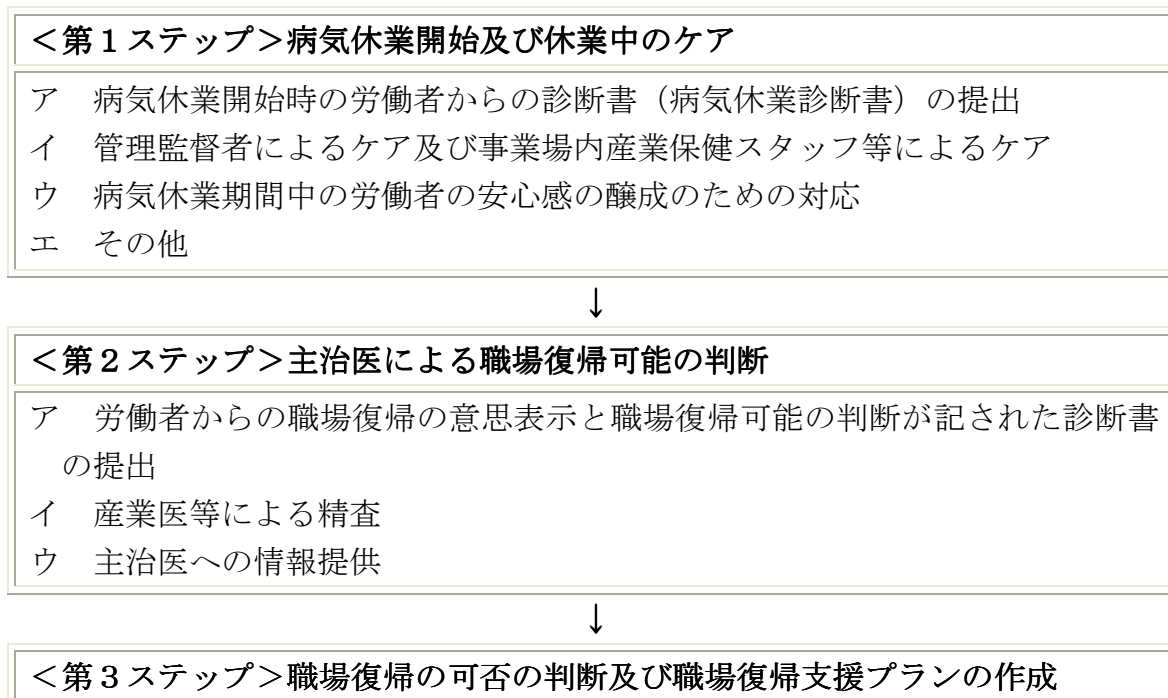 ＜第１ステップ＞病気休業開始及び休業中のケア
ア　病気休業開始時の労働者からの診断書（病気休業診断書）の提出
イ　管理監督者によるケア及び事業場内産業保健スタッフ等によるケア
ウ　病気休業期間中の労働者の安心感の醸成のための対応
エ　その他
↓
＜第２ステップ＞主治医による職場復帰可能の判断
ア　労働者からの職場復帰の意思表示と職場復帰可能の判断が記された診断書
の提出
イ　産業医等による精査
ウ　主治医への情報提供
↓
＜第３ステップ＞職場復帰の可否の判断及び職場復帰支援プランの作成